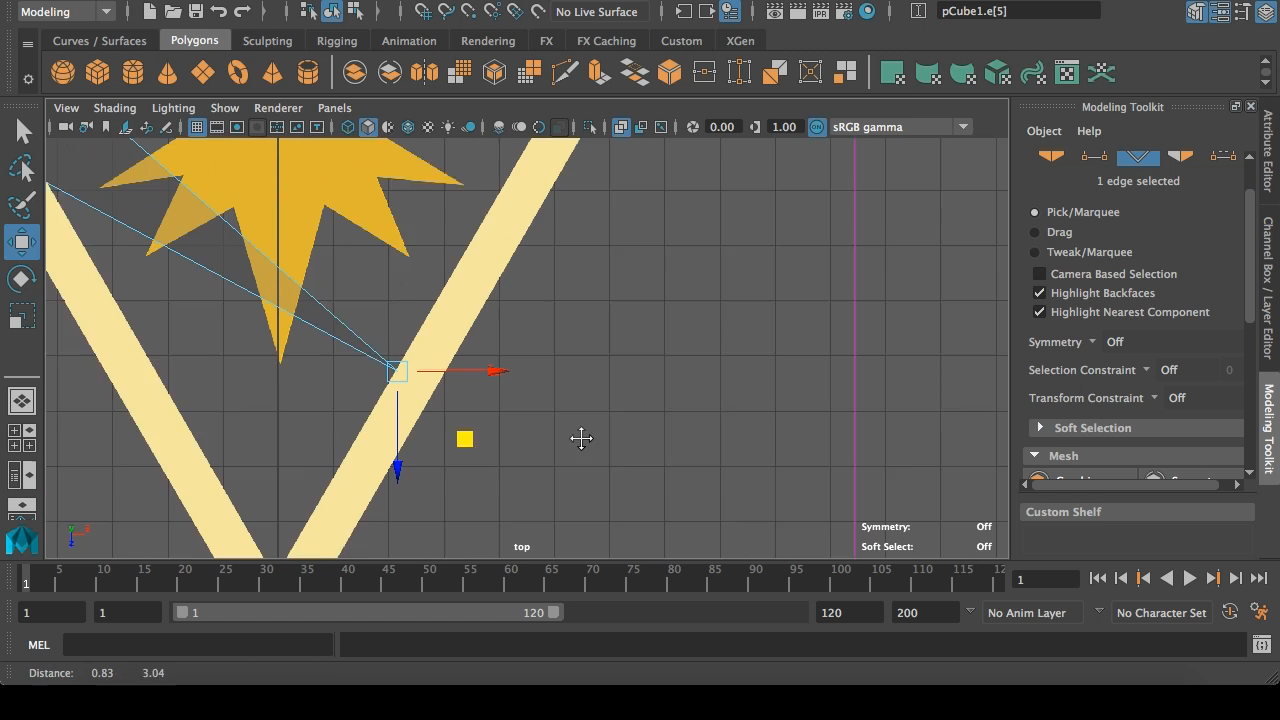 Modeling
No Live Surface
pCube1.e[5]
Curves / Surfaces
Polygons
Sculpting
Rigging
Animation
Rendering
FX
FX Caching
Custom
XGen
View
Shading
Lighting
Show
Renderer
Panels
Modeling Toolkit
IPR
0.00
1.00
ON
sRGB gamma
Object
Help
1 edge selected
Pick/Marquee
Drag
Tweak/Marquee
Camera Based Selection
Highlight Backfaces
Highlight Nearest Component
Symmetry
Off
Selection Constraint
Off
0
Transform Constraint
Off
Soft Selection
Mesh
Custom Shelf
Attribute Editor
Channel Box / Layer Editor
Modeling Toolkit
Symmetry:
Off
Soft Select:
Off
top
1
5 10 15 20 25 30 35 40 45 50 55 60 65 70 75 80 85 90 95 100 105 110 115 12
1
1
1
1
120
120
200
No Anim Layer
No Character Set
MEL
Distance:
0.83
3.04